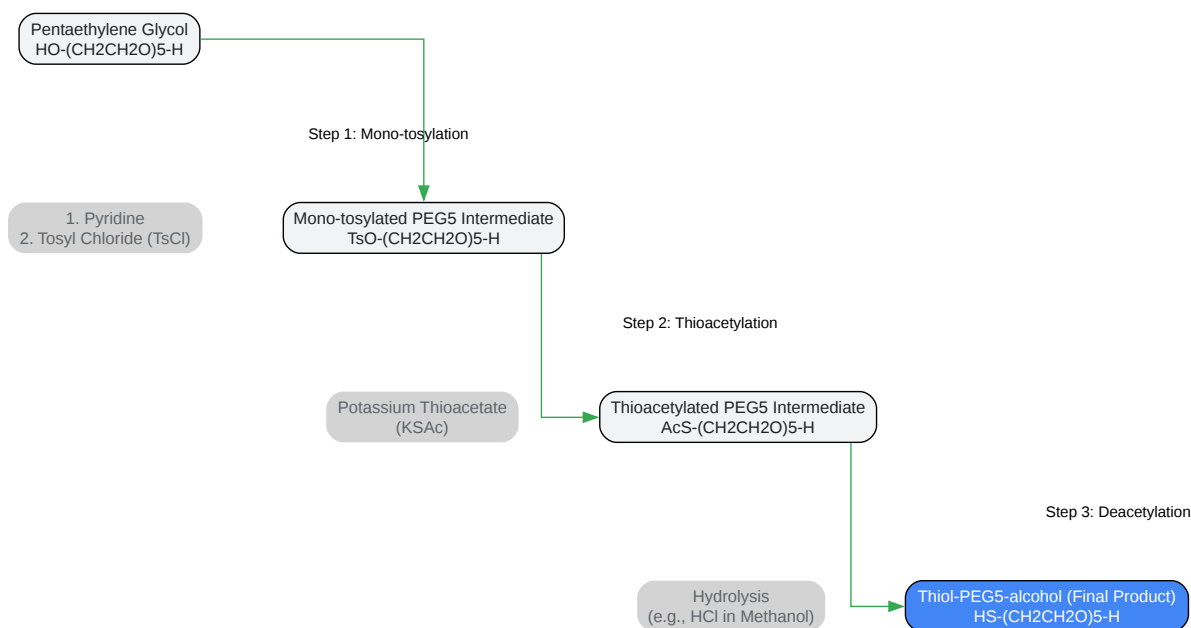 Pentaethylene Glycol
HO-(CH2CH2O)5-H
Step 1: Mono-tosylation
1. Pyridine
2. Tosyl Chloride (TsCl)
Mono-tosylated PEG5 Intermediate
TsO-(CH2CH2O)5-H
Step 2: Thioacetylation
Potassium Thioacetate
(KSAc)
Thioacetylated PEG5 Intermediate
AcS-(CH2CH2O)5-H
Step 3: Deacetylation
Hydrolysis
(e.g., HCl in Methanol)
Thiol-PEG5-alcohol (Final Product)
HS-(CH2CH2O)5-H